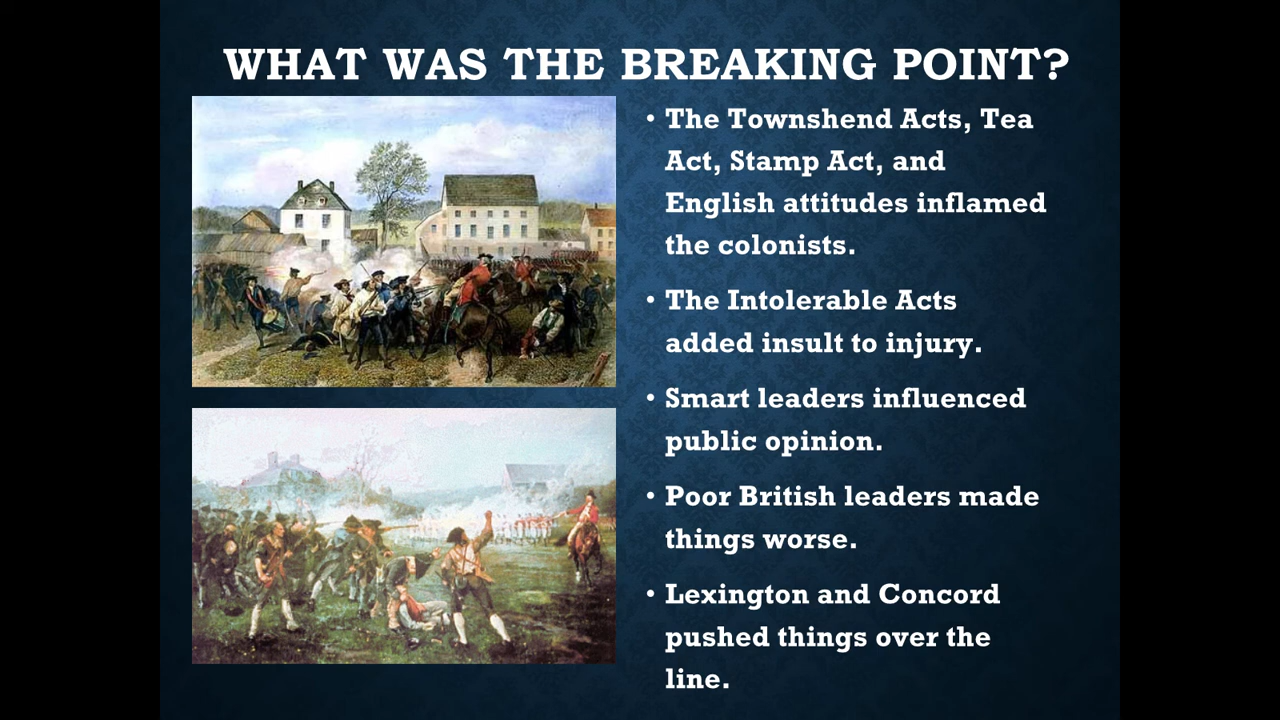 WHAT WAS THE BREAKING POINT?
• The Townshend Acts, Tea
Act, Stamp Act, and
English attitudes inflamed
the colonists.
• The Intolerable Acts
added insult to injury.
• Smart leaders influenced
public opinion.
• Poor British leaders made
things worse.
• Lexington and Concord
pushed things over the
line.